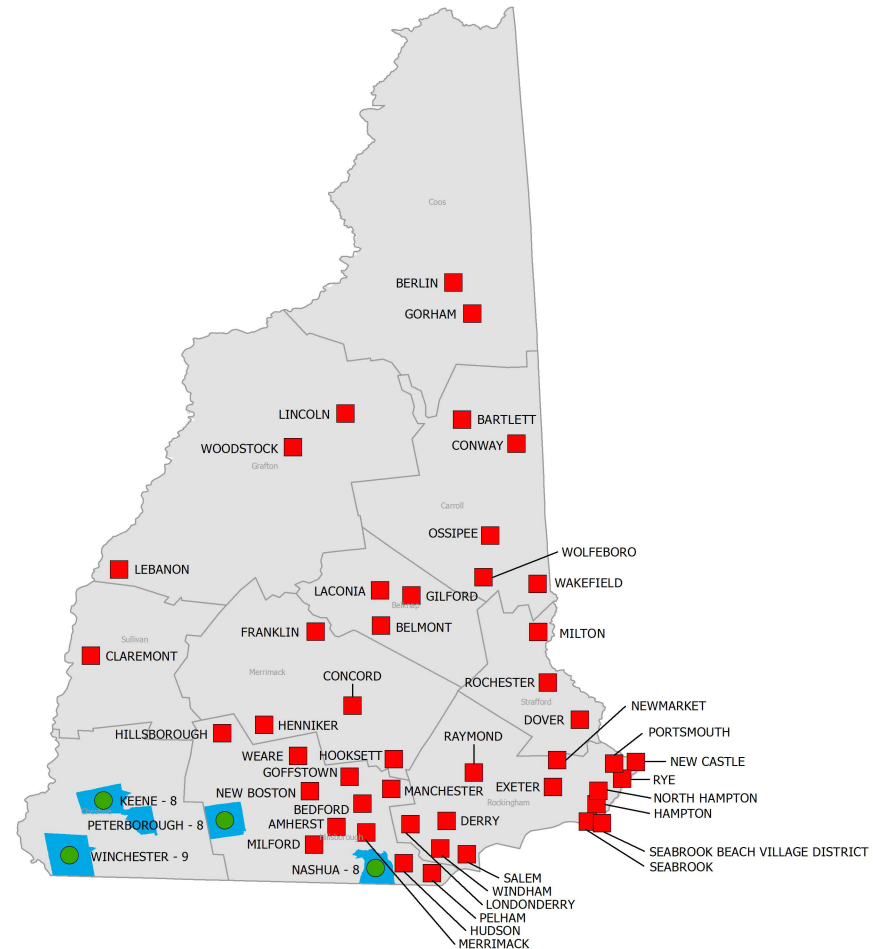 Coos
BERLIN
GORHAM
LINCOLN
BARTLETT
WOODSTOCK
CONWAY
Grafton
Carroll
OSSIPEE
WOLFEBORO
LEBANON
WAKEFIELD
LACONIA
GILFORD
Belknap
BELMONT
FRANKLIN
MILTON
Sullivan
CLAREMONT
Merrimack
CONCORD
ROCHESTER
Strafford
NEWMARKET
DOVER
HENNIKER
HILLSBOROUGH
RAYMOND
PORTSMOUTH
WEARE
HOOKSETT
NEW CASTLE
GOFFSTOWN
RYE
NEW BOSTON
MANCHESTER
EXETER
NORTH HAMPTON
KEENE - 8
Rockingham
BEDFORD
HAMPTON
PETERBOROUGH - 8
AMHERST
DERRY
Hillsborough
MILFORD
SEABROOK BEACH VILLAGE DISTRICT
WINCHESTER - 9
SEABROOK
NASHUA - 8
SALEM
WINDHAM
LONDONDERRY
PELHAM
HUDSON
MERRIMACK